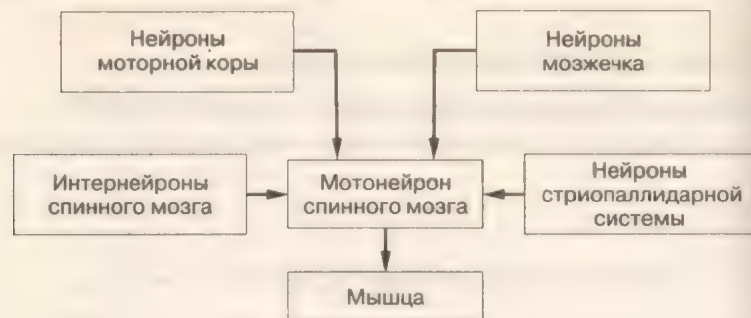 Нейроны
моторной коры
Нейроны
мозжечка
Интернейроны
спинного мозга
Мотонейрон
спинного мозга
Нейроны
стриопаллидарной
системы
Мышца